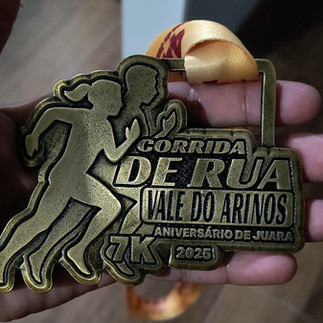 CORRIDA
DE RUA
VALE DO ARINOS
ANIVERSÁRIO DE JUARA
7K 2025